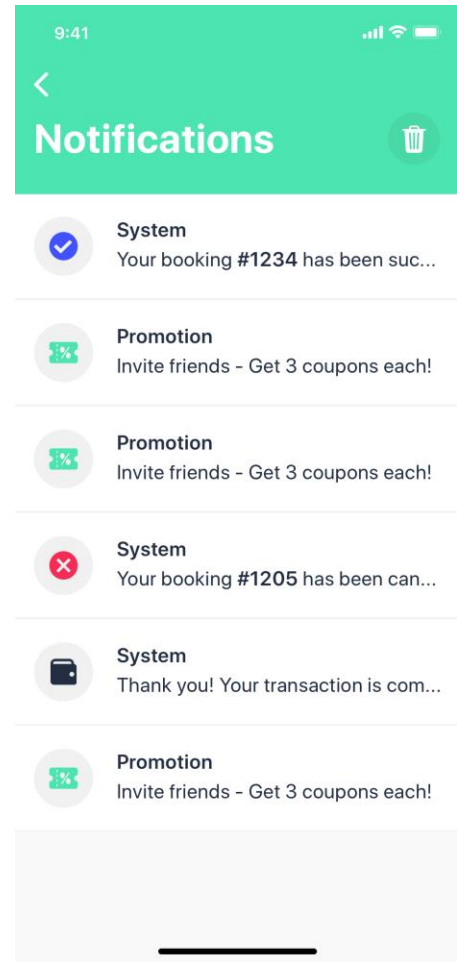 9:41
Notifications
System
Your booking #1234 has been suc...
Promotion
Invite friends - Get 3 coupons each!
Promotion
Invite friends - Get 3 coupons each!
System
Your booking #1205 has been can...
System
Thank you! Your transaction is com...
Promotion
Invite friends - Get 3 coupons each!